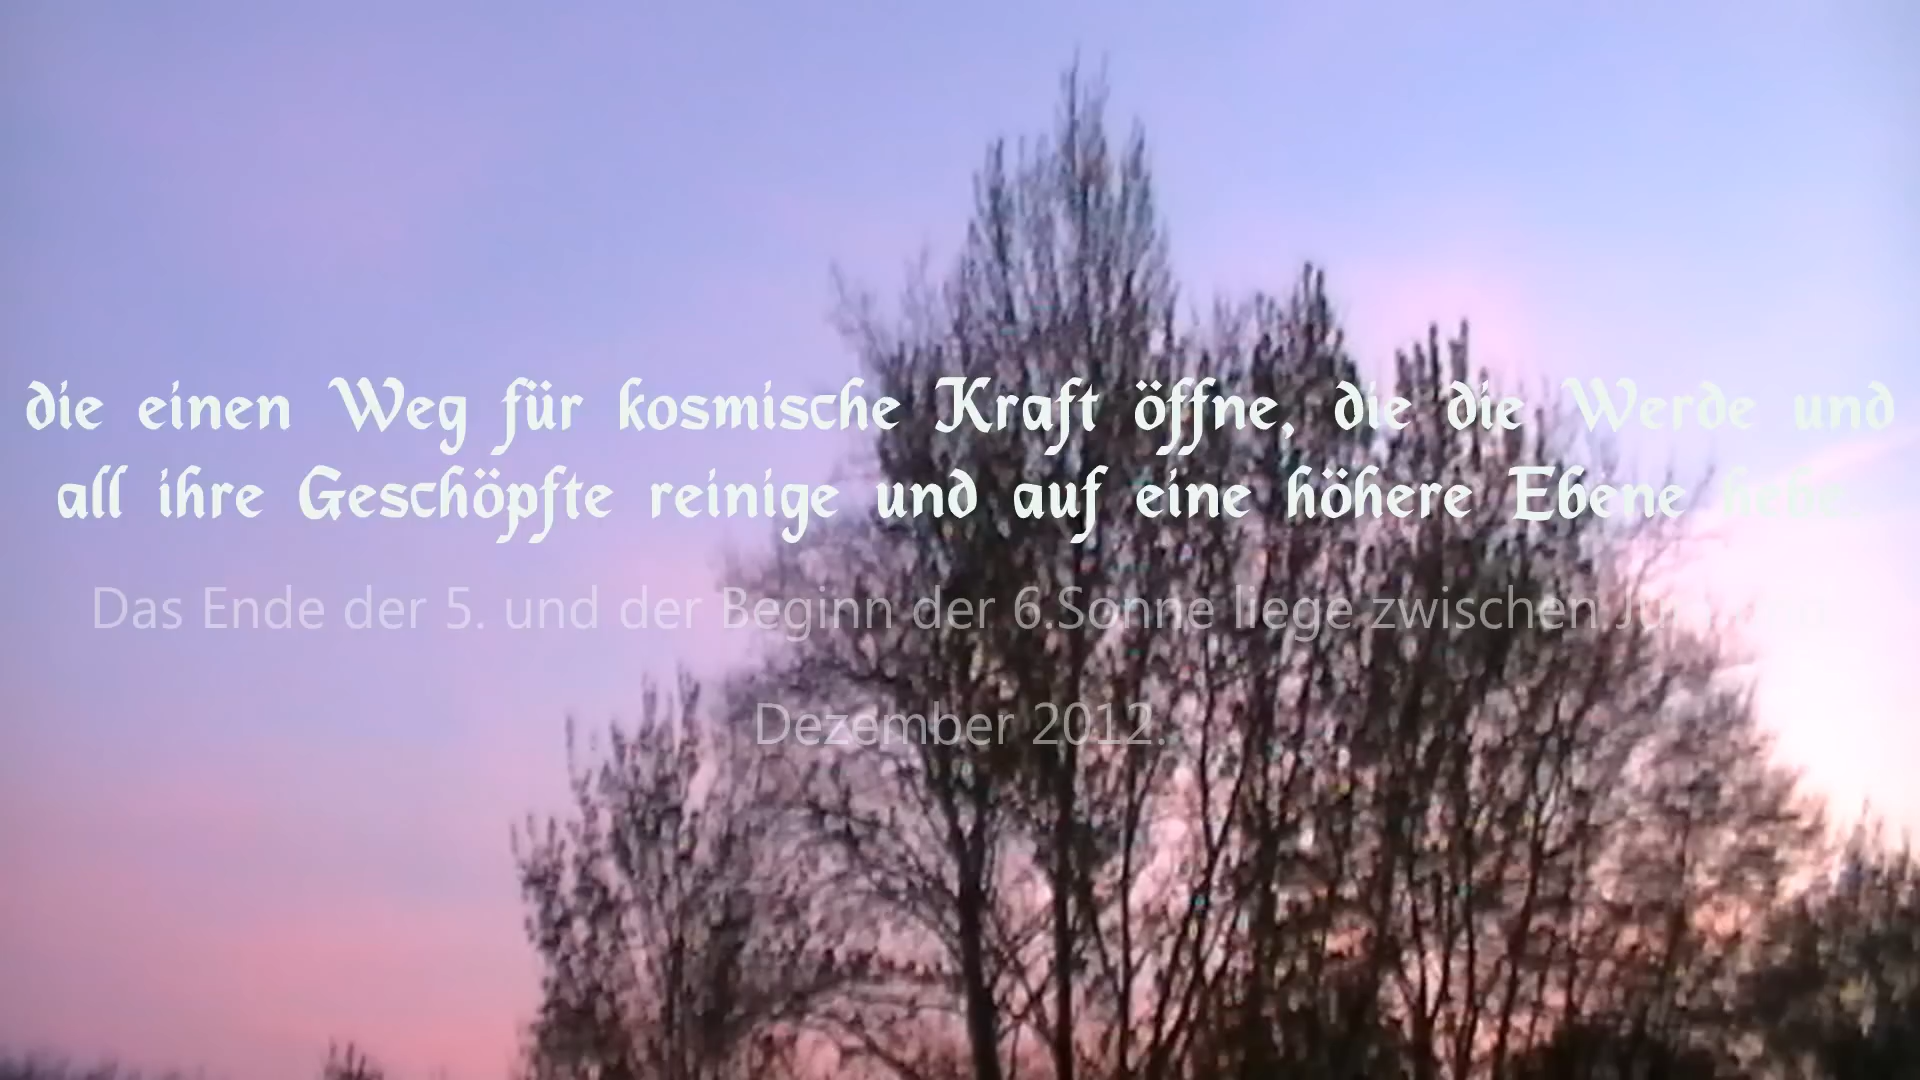 die einen Weg für kosmische Kraft öffne, die die Werde und
all ihre Geschöpfte reinige und auf eine höhere Ebene hebe.
Das Ende der 5. und der Beginn der 6.Sonne liege zwischen
Dezember 2012.